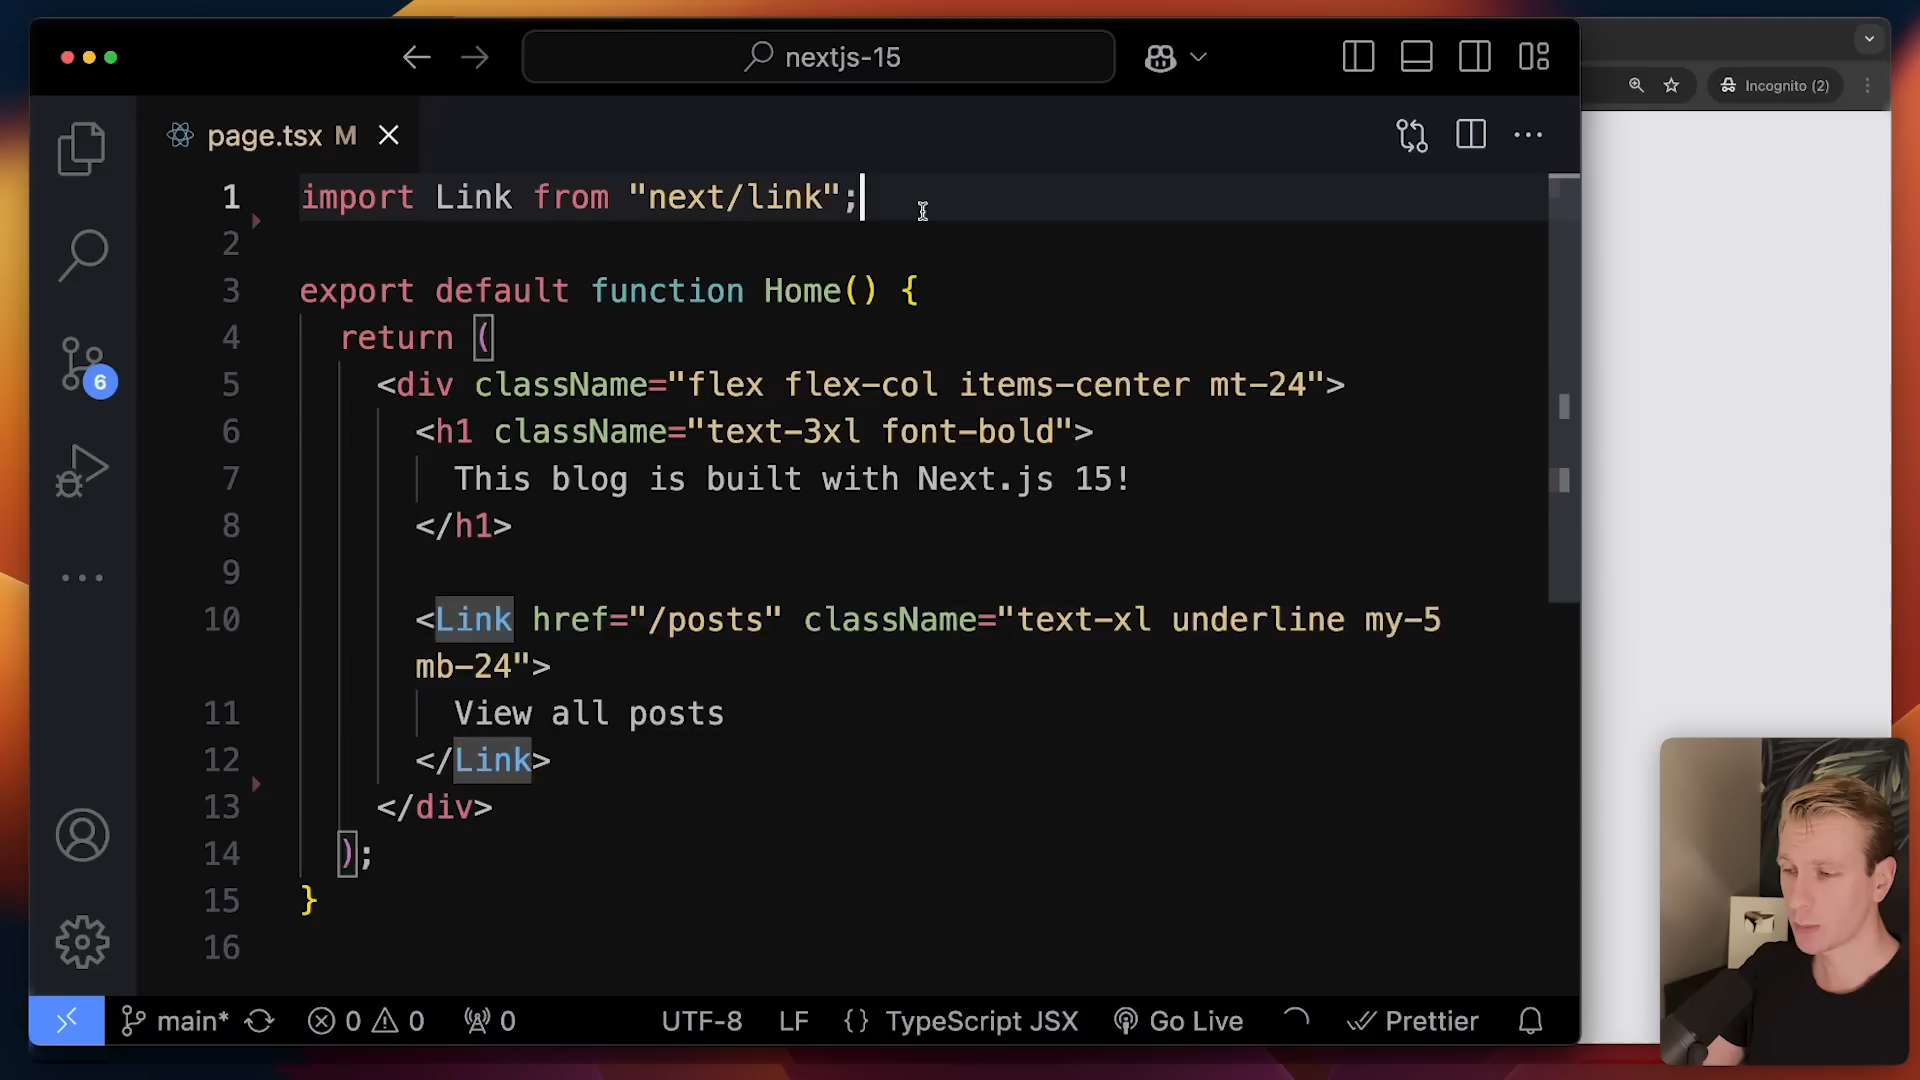 nextjs-15
Incognito (2)
page.tsx M
1 import Link from "next/link";
2
3 export default function Home() {
4 return (
5 <div className="flex flex-col items-center mt-24">
6 <h1 className="text-3xl font-bold">
7 This blog is built with Next.js 15!
8 </h1>
9
10 <Link href="/posts" className="text-xl underline my-5
mb-24">
11 View all posts
12 </Link>
13 </div>
14 );
15 }
16
6
main* 0 0 0 UTF-8 LF {} TypeScript JSX Go Live Prettier